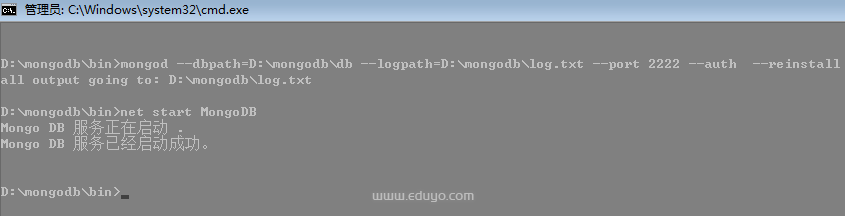 管理员: C:\Windows\system32\cmd.exe
D:\mongodb\bin>mongod --dbpath=D:\mongodb\db --logpath=D:\mongodb\log.txt --port 2222 --auth  --reinstall
all output going to: D:\mongodb\log.txt
D:\mongodb\bin>net start MongoDB
Mongo DB 服务正在启动 .
Mongo DB 服务已经启动成功。
D:\mongodb\bin>
www.eduyo.com